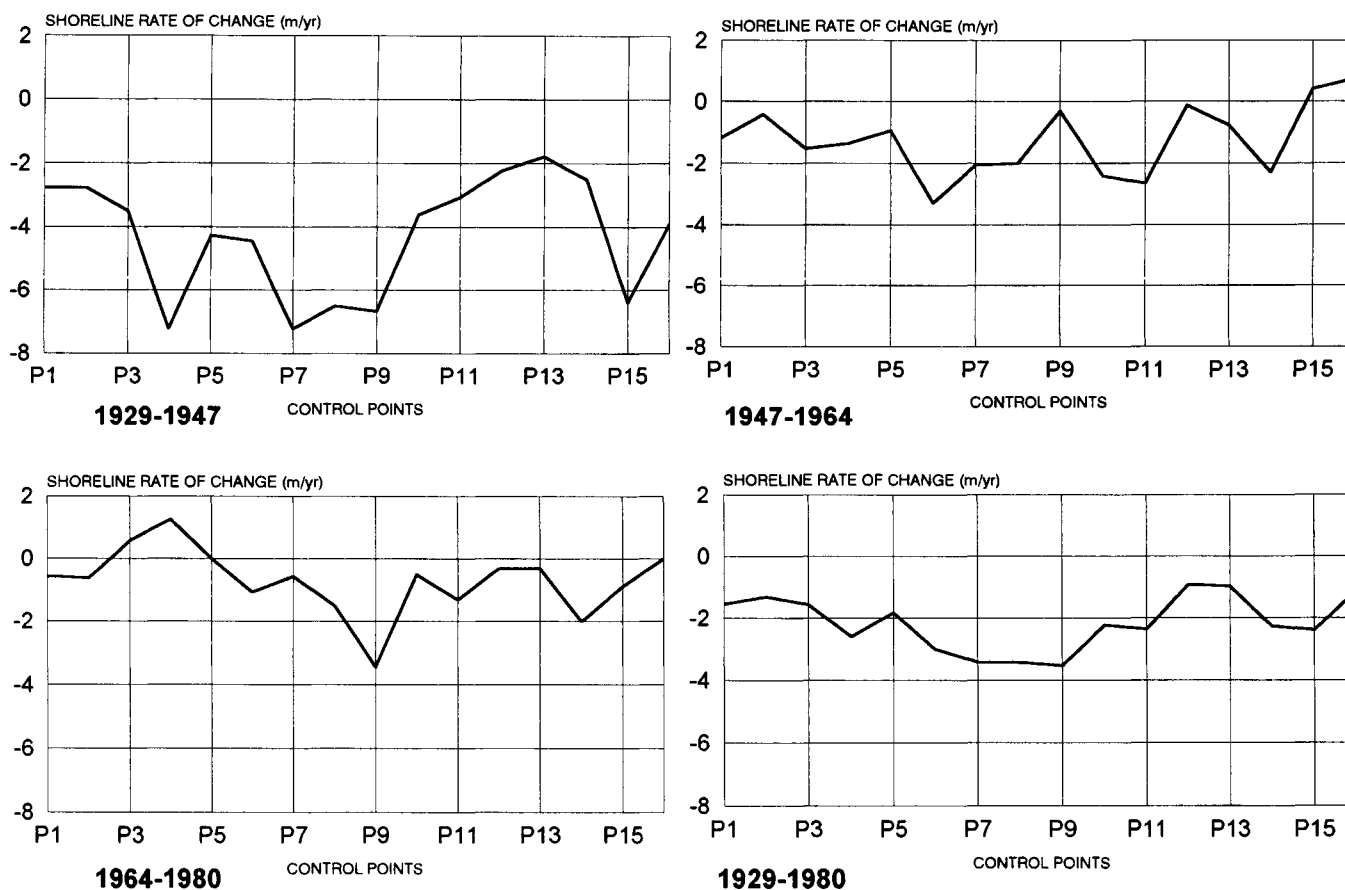 SHORELINE RATE OF CHANGE (m/yr)
2
0
-2
-4
-6
-8
P1 P3 P5 P7 P9 P11 P13 P15
1929-1947 CONTROL POINTS
SHORELINE RATE OF CHANGE (m/yr)
2
0
-2
-4
-6
-8
P1 P3 P5 P7 P9 P11 P13 P15
1947-1964 CONTROL POINTS
SHORELINE RATE OF CHANGE (m/yr)
2
0
-2
-4
-6
-8
P1 P3 P5 P7 P9 P11 P13 P15
1964-1980 CONTROL POINTS
SHORELINE RATE OF CHANGE (m/yr)
2
0
-2
-4
-6
-8
P1 P3 P5 P7 P9 P11 P13 P15
1929-1980 CONTROL POINTS